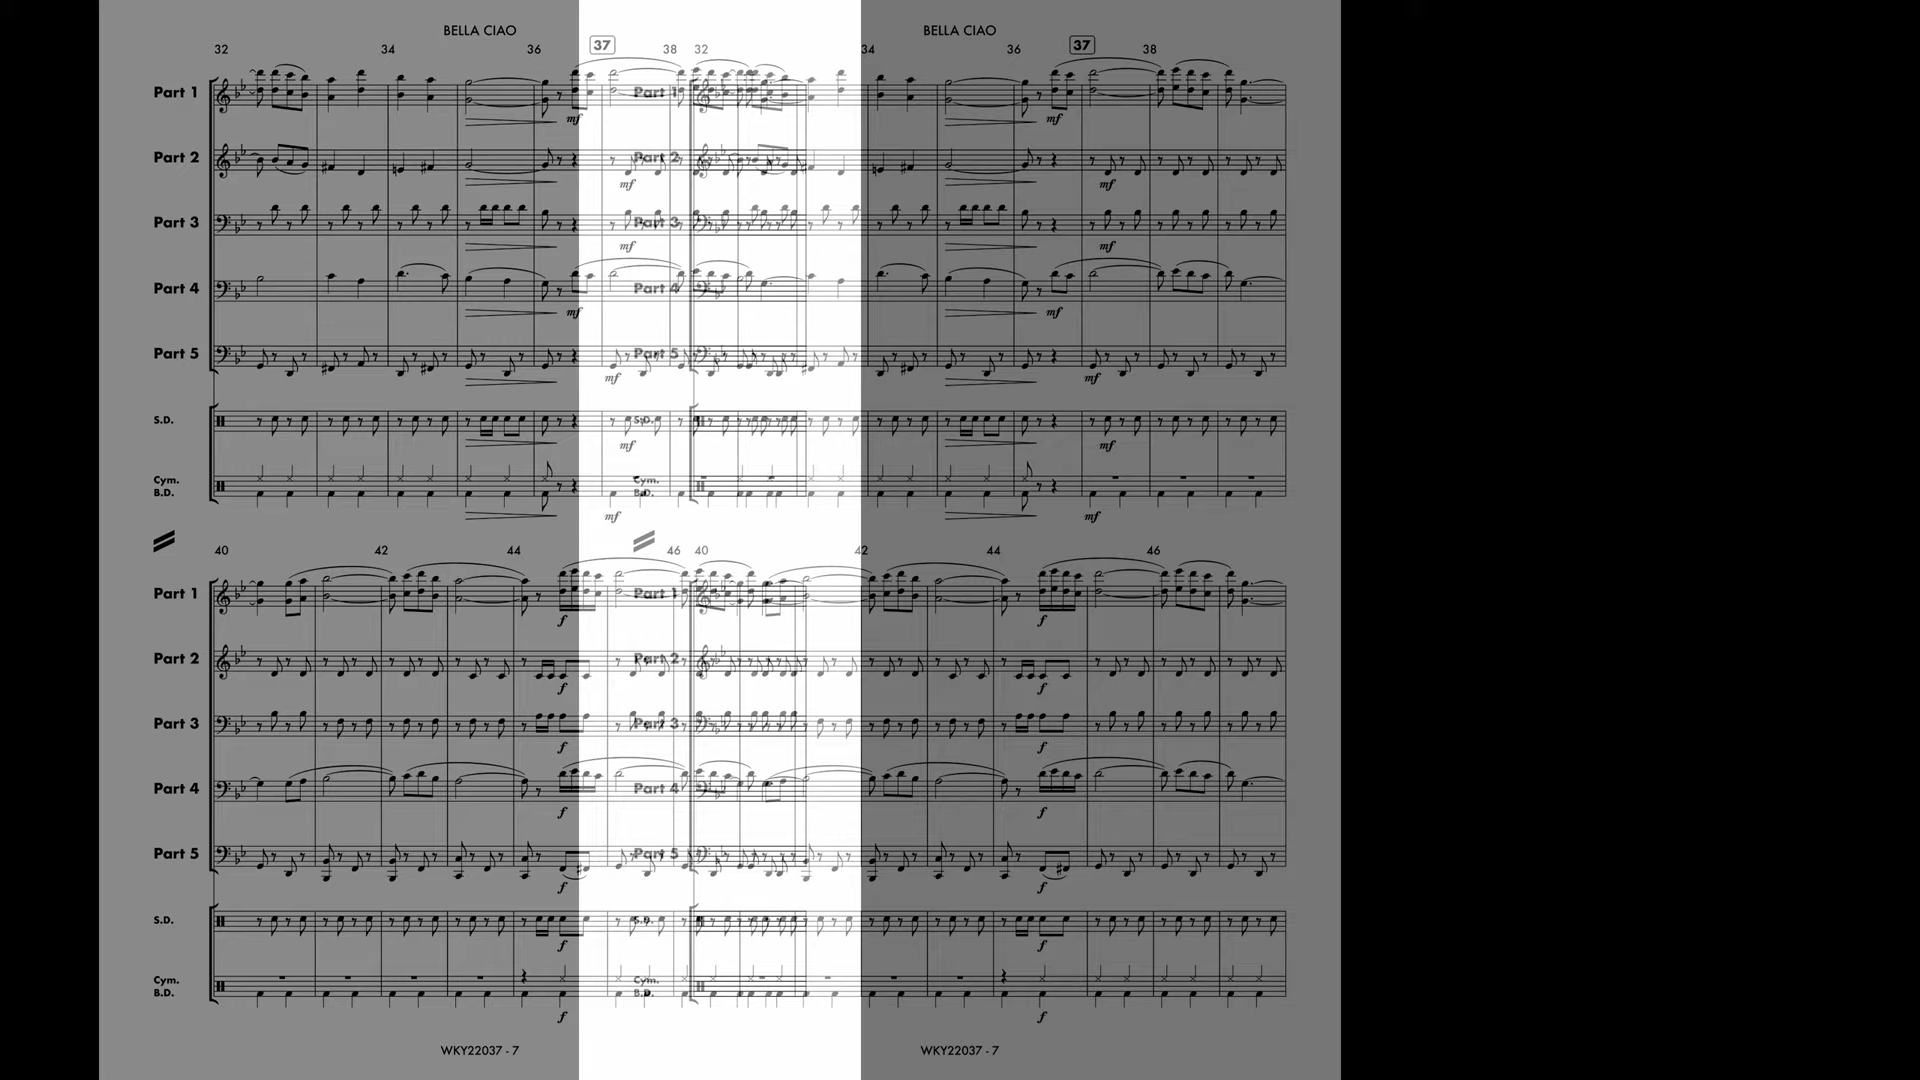 BELLA CIAO BELLA CIAO
32 34 36 37 38 32 34 36 37 38
Part 1 Part 1
mf mf
Part 2 Part 2
mf mf
Part 3 Part 3
mf mf
Part 4 Part 4
mf mf
Part 5 Part 5
mf mf
S.D. S.D.
mf mf
Cym. Cym.
B.D. B.D.
mf mf
40 42 44 46 40 42 44 46
Part 1 Part 1
f f
Part 2 Part 2
f f
Part 3 Part 3
f f
Part 4 Part 4
f f
Part 5 Part 5
f f
S.D. S.D.
f f
Cym. Cym.
B.D. B.D.
f
WKY22037 - 7 WKY22037 - 7